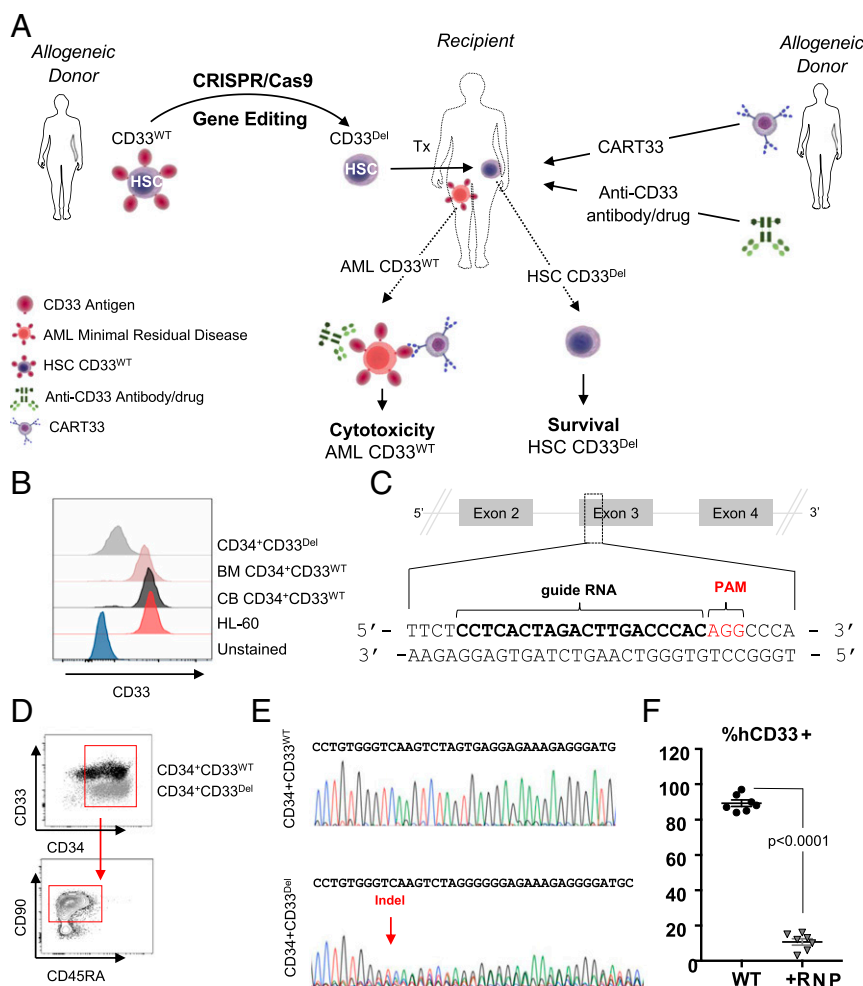 A
Allogeneic
Donor
Recipient
Allogeneic
Donor
CRISPR/Cas9
Gene Editing
CD33WT
HSC
CD33Del
HSC
Tx
CART33
Anti-CD33
antibody/drug
AML CD33WT
HSC CD33Del
CD33 Antigen
AML Minimal Residual Disease
HSC CD33WT
Anti-CD33 Antibody/drug
CART33
Cytotoxicity
AML CD33WT
Survival
HSC CD33Del
B
CD34+CD33Del
BM CD34+CD33WT
CB CD34+CD33WT
HL-60
Unstained
CD33
C
5' Exon 2 Exon 3 Exon 4 3'
guide RNA PAM
5' - TTCTCCTCACTAGACTTGACCCACAGGCCCA - 3'
3' -AAGAGGAGTGATCTGAACTGGGTGTCCGGGT - 5'
D
CD33
CD34+CD33WT
CD34+CD33Del
CD34
CD90
CD45RA
E
CD34+CD33WT
CCTGTGGGTCAAGTCTAGTGAGGAGAAAGAGGGATG
CD34+CD33Del
CCTGTGGGTCAAGTCTAGGGGGGAGAAAGAGGGGATGC
Indel
F
%hCD33+
120
100
80
60
40
20
0
p<0.0001
WT +RNP